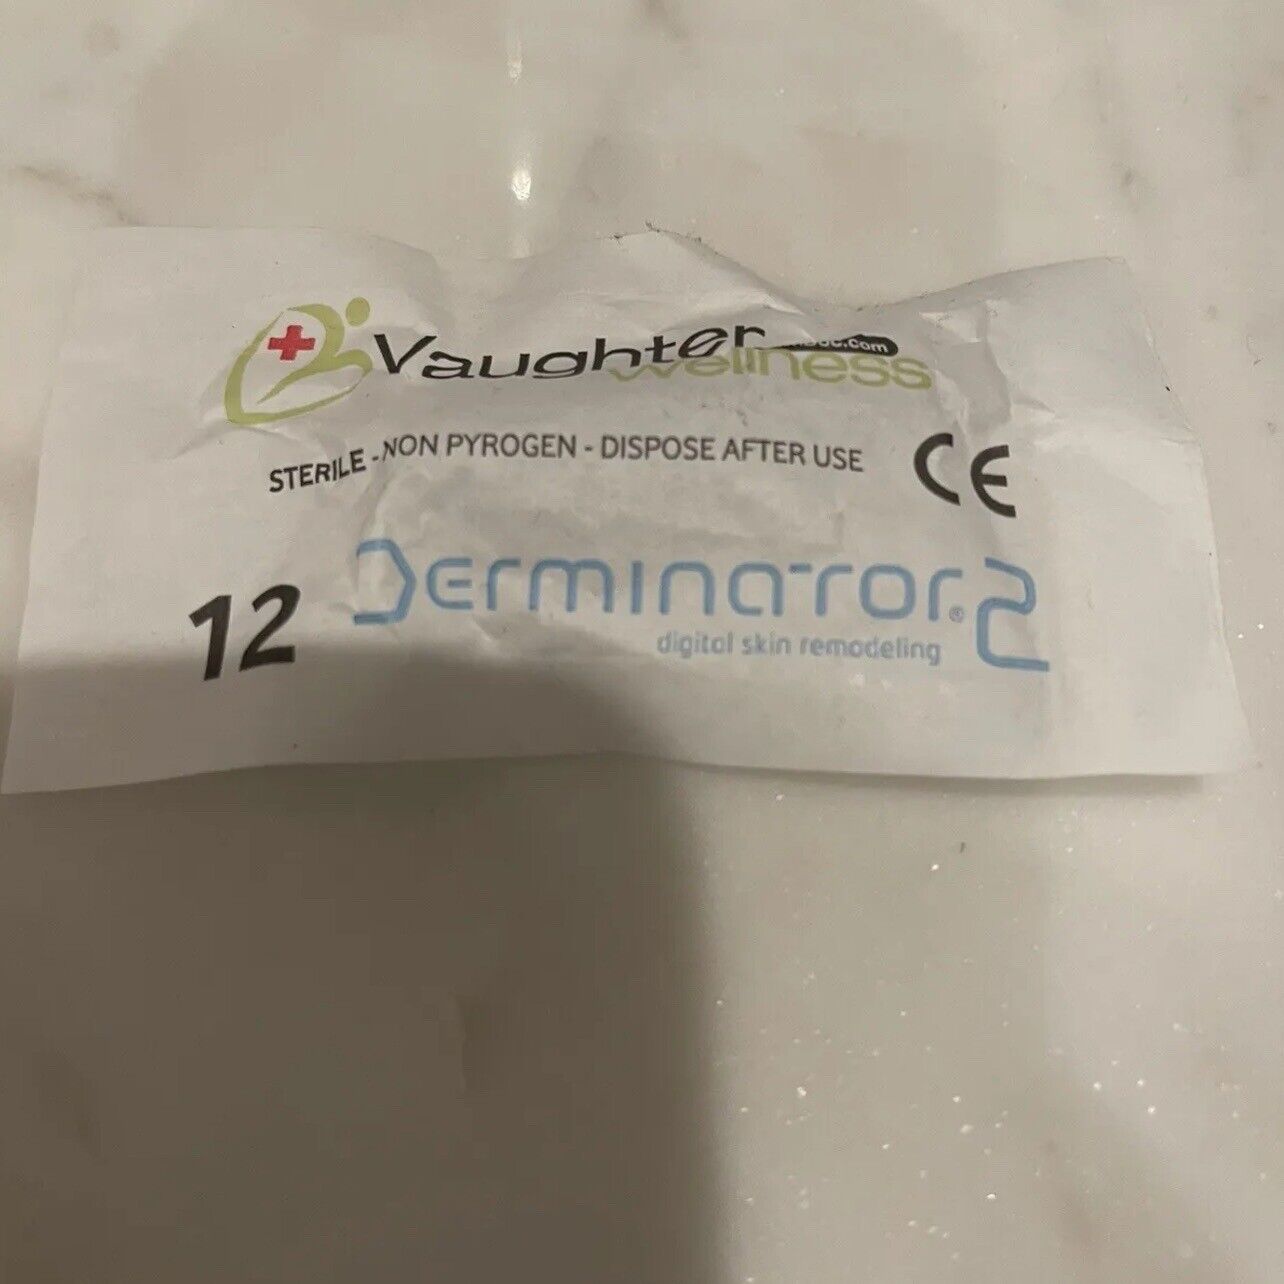 Vaughter
wellness
STERILE - NON PYROGEN - DISPOSE AFTER USE
CE
12
Derminator® 2
digital skin remodeling